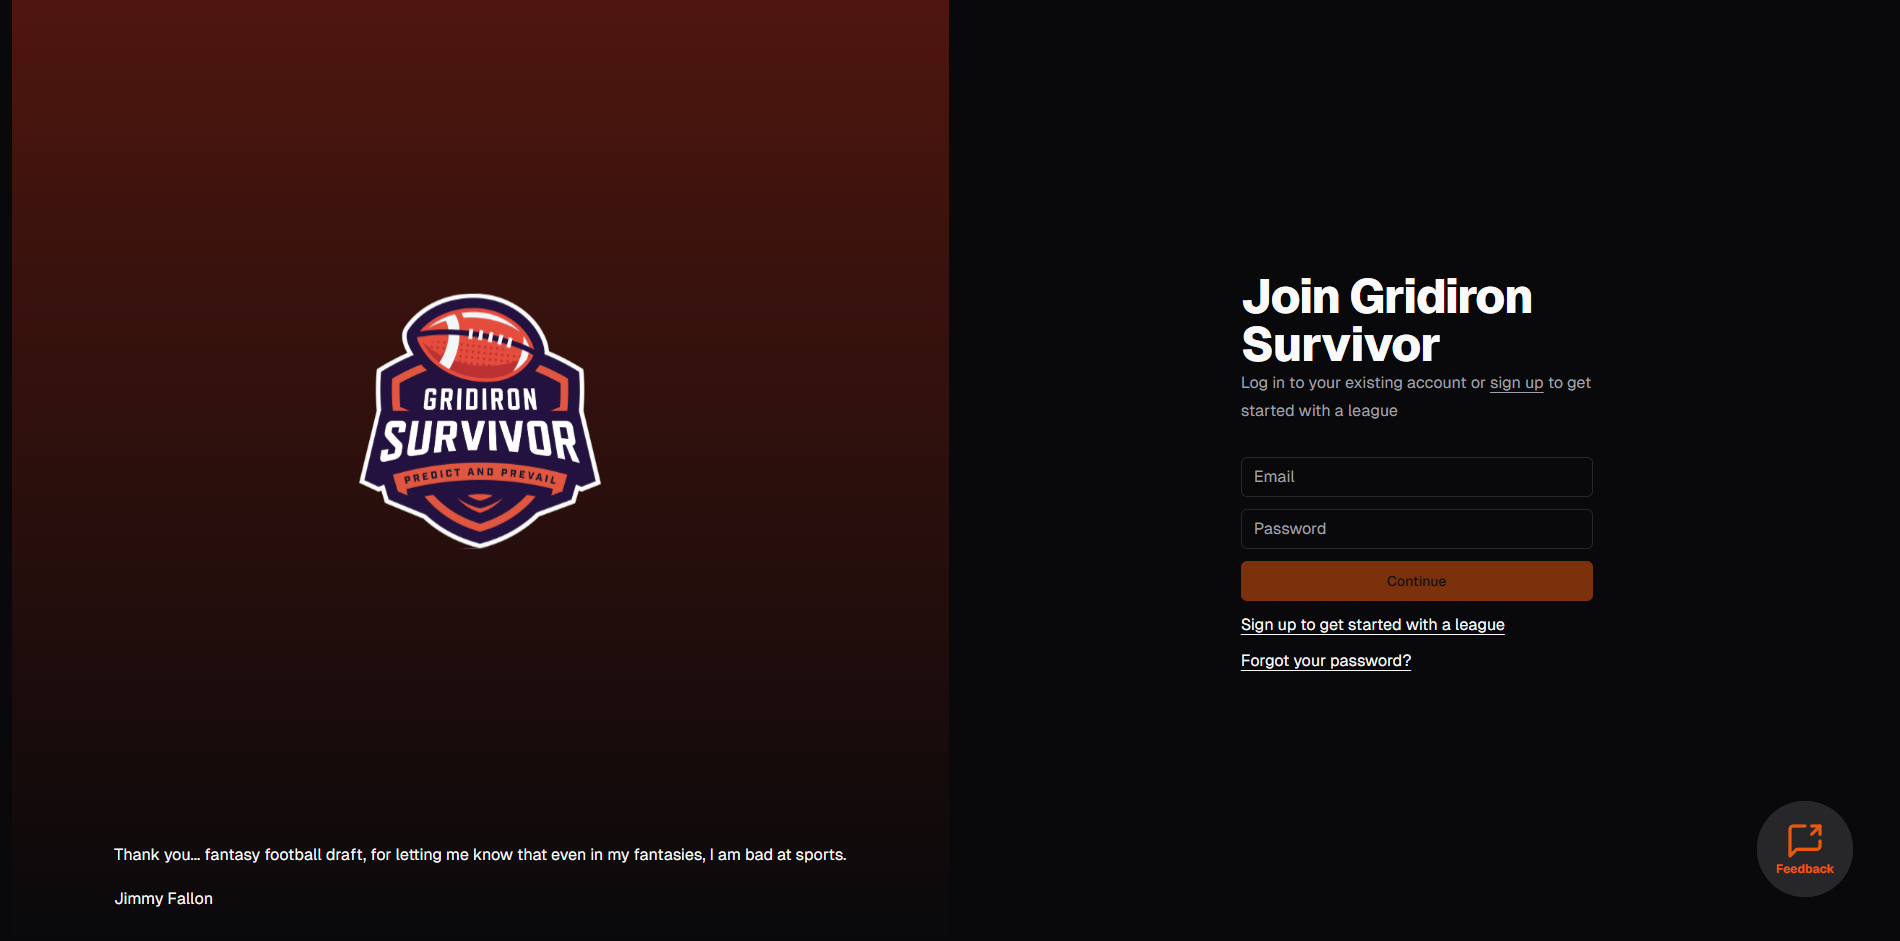 GRIDIRON
SURVIVOR
PREDICT AND PREVAIL
Thank you... fantasy football draft, for letting me know that even in my fantasies, I am bad at sports.
Jimmy Fallon
Join Gridiron
Survivor
Log in to your existing account or sign up to get
started with a league
Email
Password
Continue
Sign up to get started with a league
Forgot your password?
Feedback